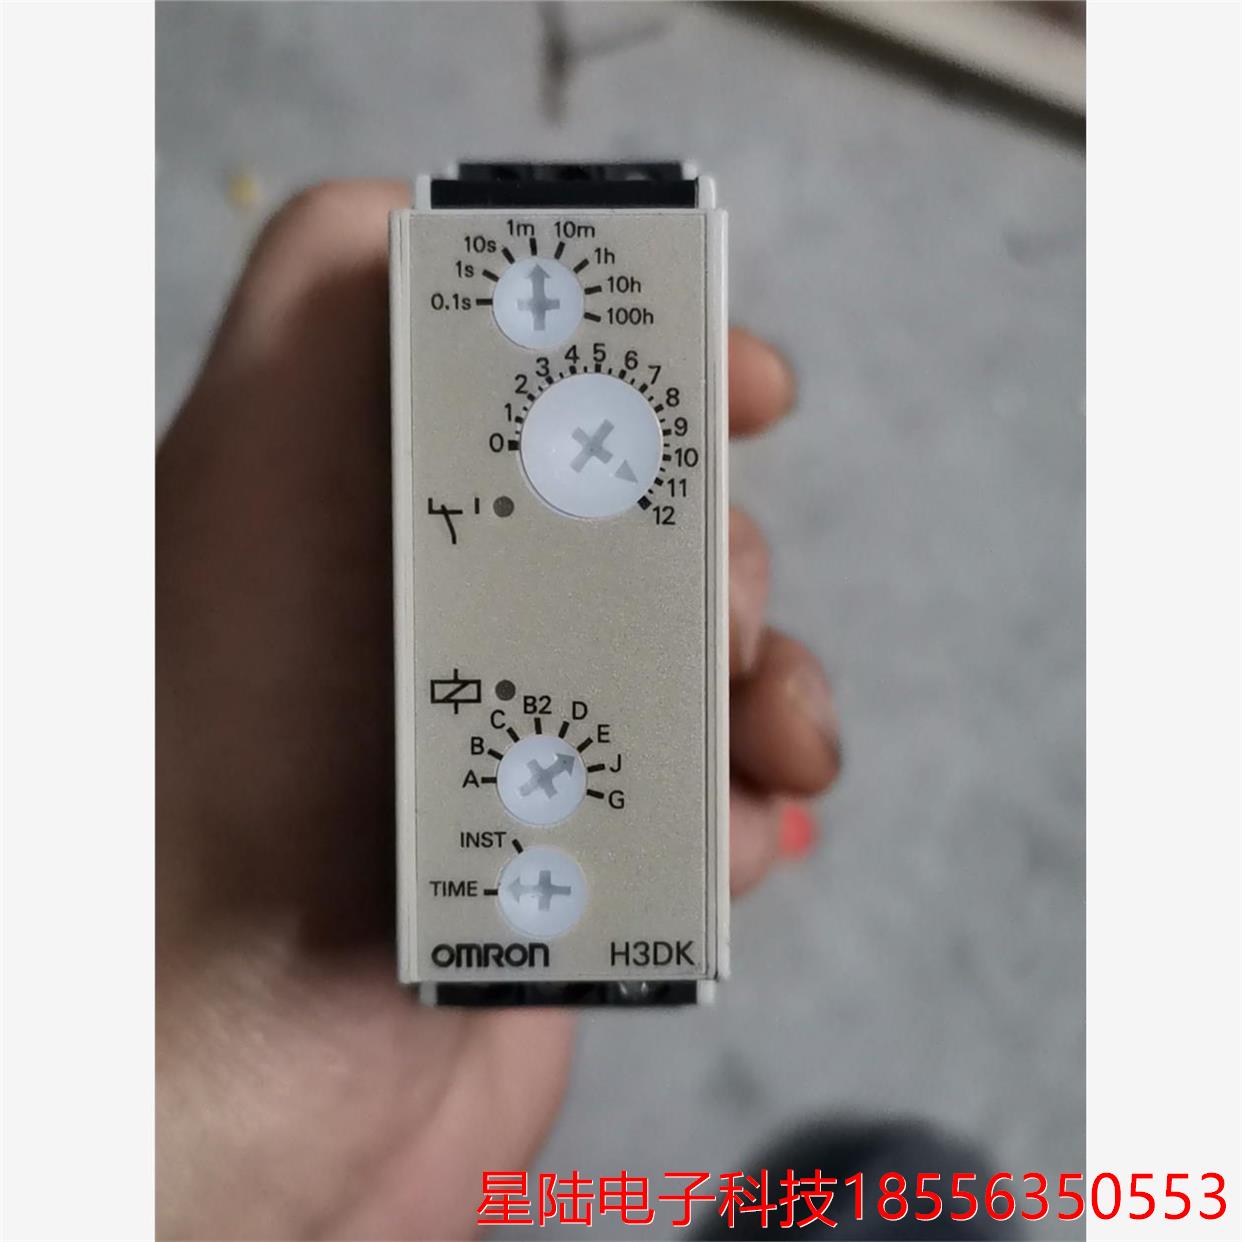 1m 10m
10s 1h
1s 10h
0.1s 100h
0 1 2 3 4 5 6 7 8 9 10 11 12
A B C B2 D E J G
INST
TIME
OMRON H3DK
星陆电子科技18556350553